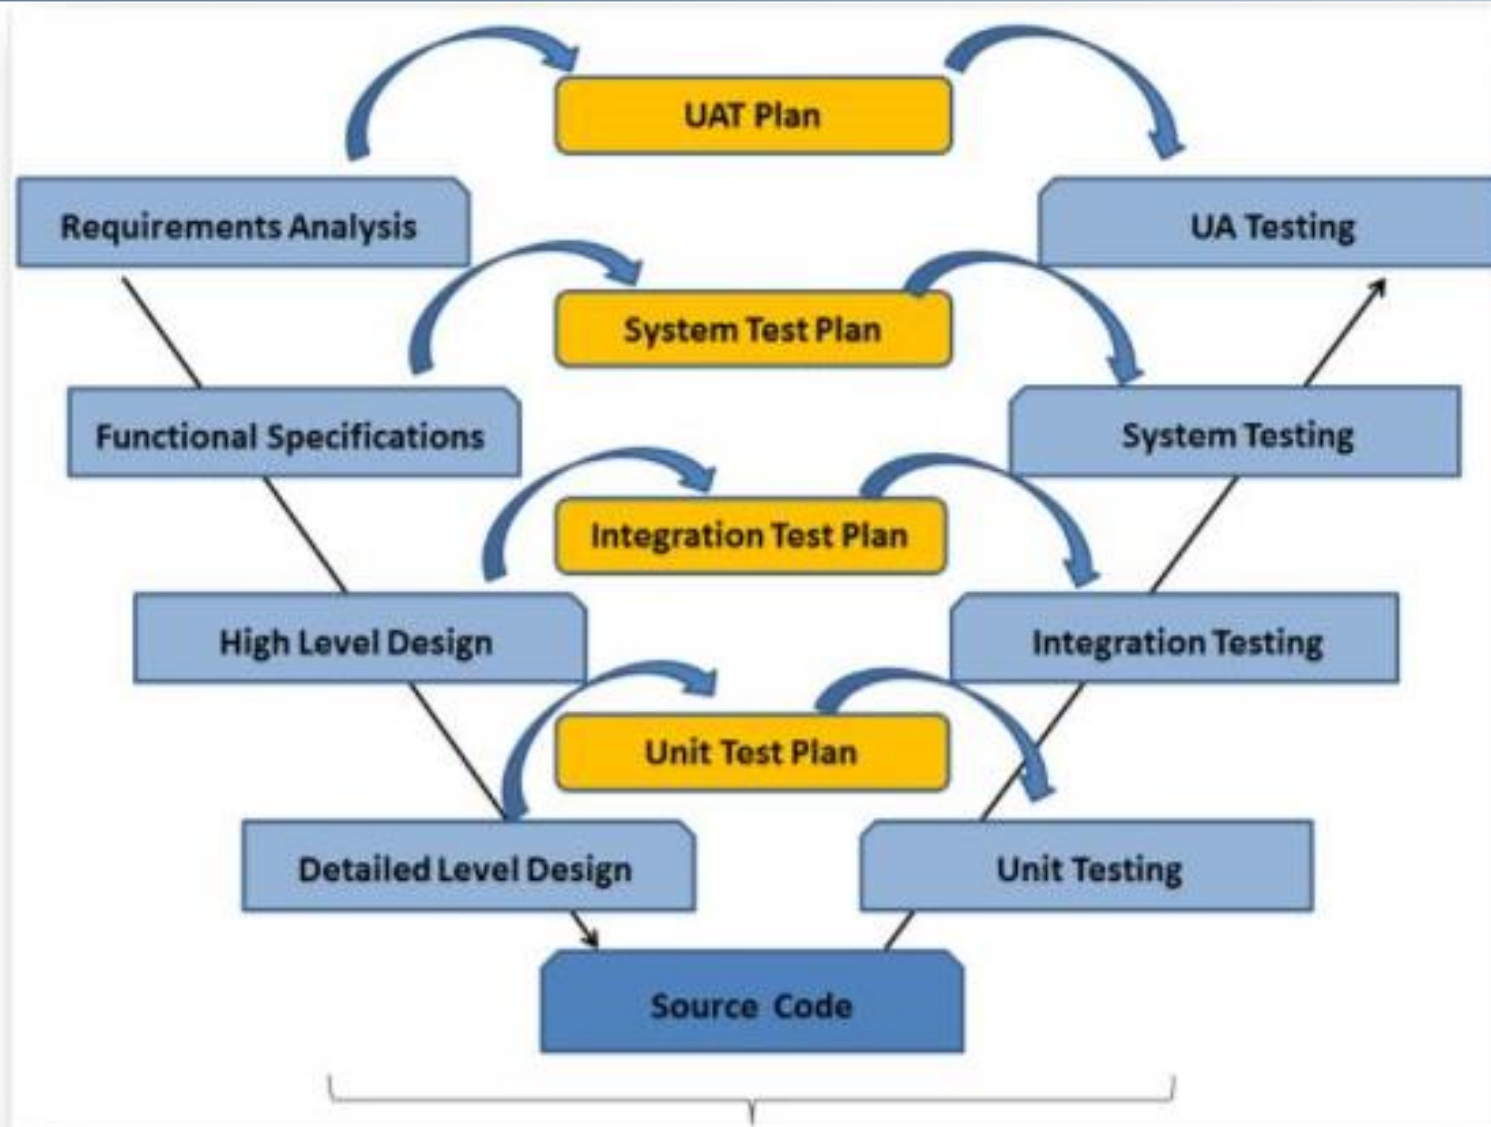 UAT Plan
Requirements Analysis
UA Testing
System Test Plan
Functional Specifications
System Testing
Integration Test Plan
High Level Design
Integration Testing
Unit Test Plan
Detailed Level Design
Unit Testing
Source Code